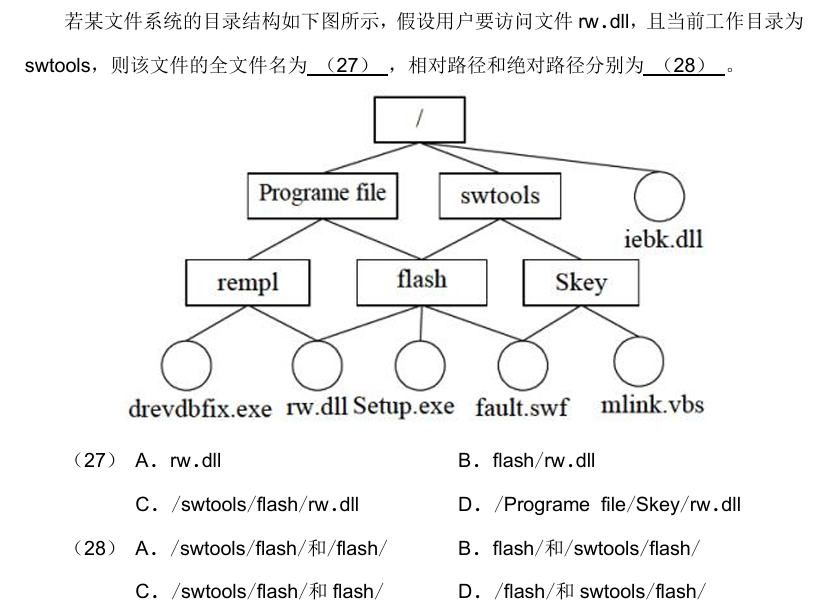 若某文件系统的目录结构如下图所示，假设用户要访问文件 rw.dll，且当前工作目录为
swtools，则该文件的全文件名为 （27） ，相对路径和绝对路径分别为 （28） 。
/
Programe file
swtools
iebk.dll
rempl
flash
Skey
drevdbfix.exe
rw.dll
Setup.exe
fault.swf
mlink.vbs
（27） A．rw.dll B．flash/rw.dll
C．/swtools/flash/rw.dll D．/Programe file/Skey/rw.dll
（28） A．/swtools/flash/和/flash/ B．flash/和/swtools/flash/
C．/swtools/flash/和 flash/ D．/flash/和 swtools/flash/